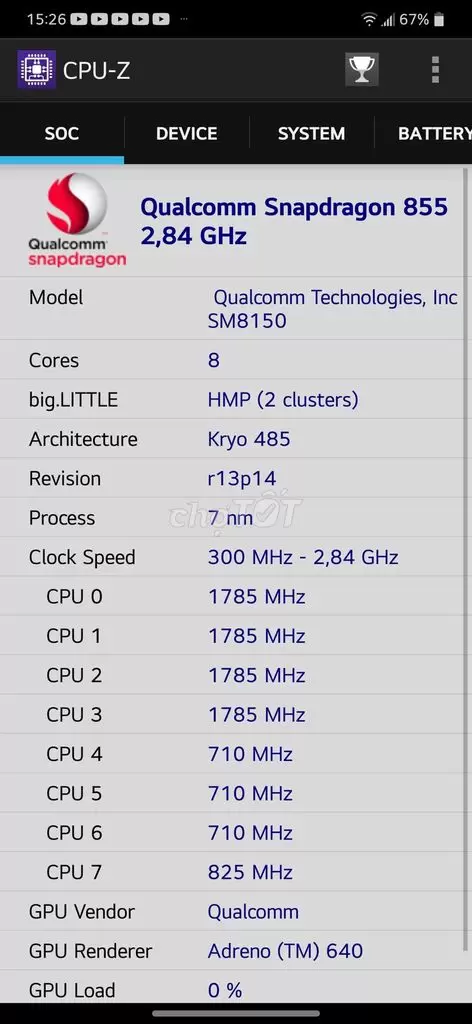 15:26 ... 67%
CPU-Z
SOC DEVICE SYSTEM BATTERY
Qualcomm Snapdragon 855
2,84 GHz
Qualcomm
snapdragon
Model Qualcomm Technologies, Inc
SM8150
Cores 8
big.LITTLE HMP (2 clusters)
Architecture Kryo 485
Revision r13p14
Process 7 nm
chợTỐT
Clock Speed 300 MHz - 2,84 GHz
CPU 0 1785 MHz
CPU 1 1785 MHz
CPU 2 1785 MHz
CPU 3 1785 MHz
CPU 4 710 MHz
CPU 5 710 MHz
CPU 6 710 MHz
CPU 7 825 MHz
GPU Vendor Qualcomm
GPU Renderer Adreno (TM) 640
GPU Load 0 %